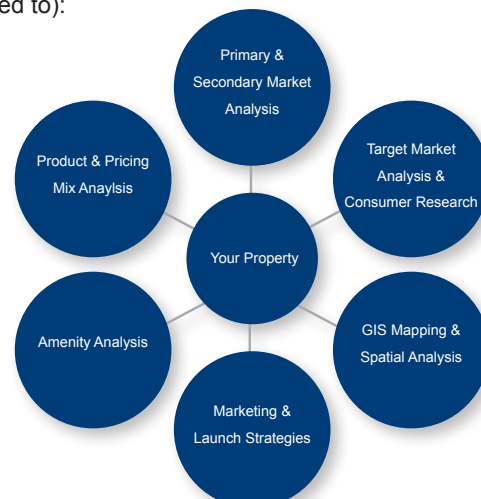 ed to):
Primary &
Secondary Market
Analysis
Target Market
Analysis &
Consumer Research
GIS Mapping &
Spatial Analysis
Marketing &
Launch Strategies
Amenity Analysis
Product & Pricing
Mix Anaylsis
Your Property